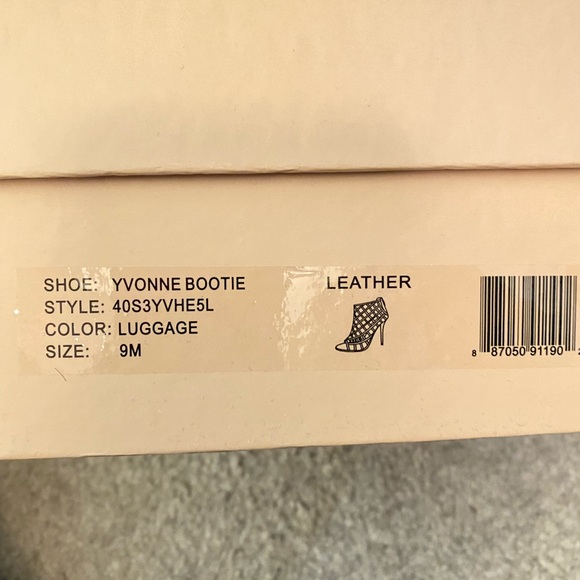 SHOE: YVONNE BOOTIE
STYLE: 40S3YVHE5L
COLOR: LUGGAGE
SIZE: 9M
LEATHER
8 87050 91190